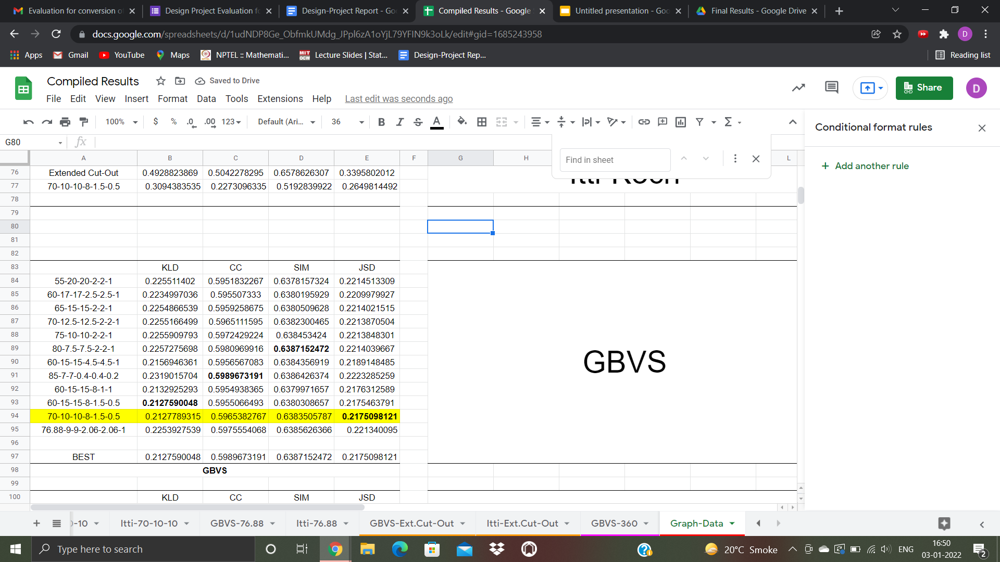 Evaluation for conversion o
Design Project Evaluation fo
Design-Project Report - Goo
Compiled Results - Google
Untitled presentation - Goo
Final Results - Google Drive
docs.google.com/spreadsheets/d/1udNDP8Ge_ObfmkUMdg_JPpl6zA1oYjL79YFIN9k3oLk/edit#gid=1685243958
D
Apps
Gmail
YouTube
Maps
NPTEL :: Mathemati...
Lecture Slides | Stat...
Design-Project Rep...
Reading list
Compiled Results
Saved to Drive
File Edit View Insert Format Data Tools Extensions Help Last edit was seconds ago
Share
D
100% $ % .0 .00 123 Default (Ari... 36 B I S A
Conditional format rules
G80
fx
Find in sheet
+ Add another rule
A B C D E F G H L
76 Extended Cut-Out 0.4928823869 0.5042278295 0.6578626307 0.3395802012
77 70-10-10-8-1.5-0.5 0.3094383535 0.2273096335 0.5192839922 0.2649814492
78
79
80
81
82
83 KLD CC SIM JSD
84 55-20-20-2-2-1 0.225511402 0.5951832267 0.6378157324 0.2214513309
85 60-17-17-2.5-2.5-1 0.2234997036 0.595507333 0.6380195929 0.2209979927
86 65-15-15-2-2-1 0.2254866539 0.5959258675 0.6380509628 0.2214021515
87 70-12.5-12.5-2-2-1 0.2255166499 0.5965111595 0.6382300465 0.2213870504
88 75-10-10-2-2-1 0.2255909793 0.5972429224 0.638453424 0.2213848301
89 80-7.5-7.5-2-2-1 0.2257275698 0.5980969916 0.6387152472 0.2214039667
90 60-15-15-4.5-4.5-1 0.2156946361 0.5956567083 0.6384356919 0.2189148485
GBVS
91 85-7-7-0.4-0.4-0.2 0.2319015704 0.5989673191 0.6386426374 0.2223285259
92 60-15-15-8-1-1 0.2132925293 0.5954938365 0.6379971657 0.2176312589
93 60-15-15-8-1.5-0.5 0.2127590048 0.5955066493 0.6380308657 0.2175463791
94 70-10-10-8-1.5-0.5 0.2127789315 0.5965382767 0.6383505787 0.2175098121
95 76.88-9-9-2.06-2.06-1 0.2253927539 0.5975554068 0.6385626366 0.221340095
96
97 BEST 0.2127590048 0.5989673191 0.6387152472 0.2175098121
98 GBVS
99
100 KLD CC SIM JSD
-10 Itti-70-10-10 GBVS-76.88 Itti-76.88 GBVS-Ext.Cut-Out Itti-Ext.Cut-Out GBVS-360 Graph-Data
Type here to search
20°C Smoke
ENG
16:50
03-01-2022
2